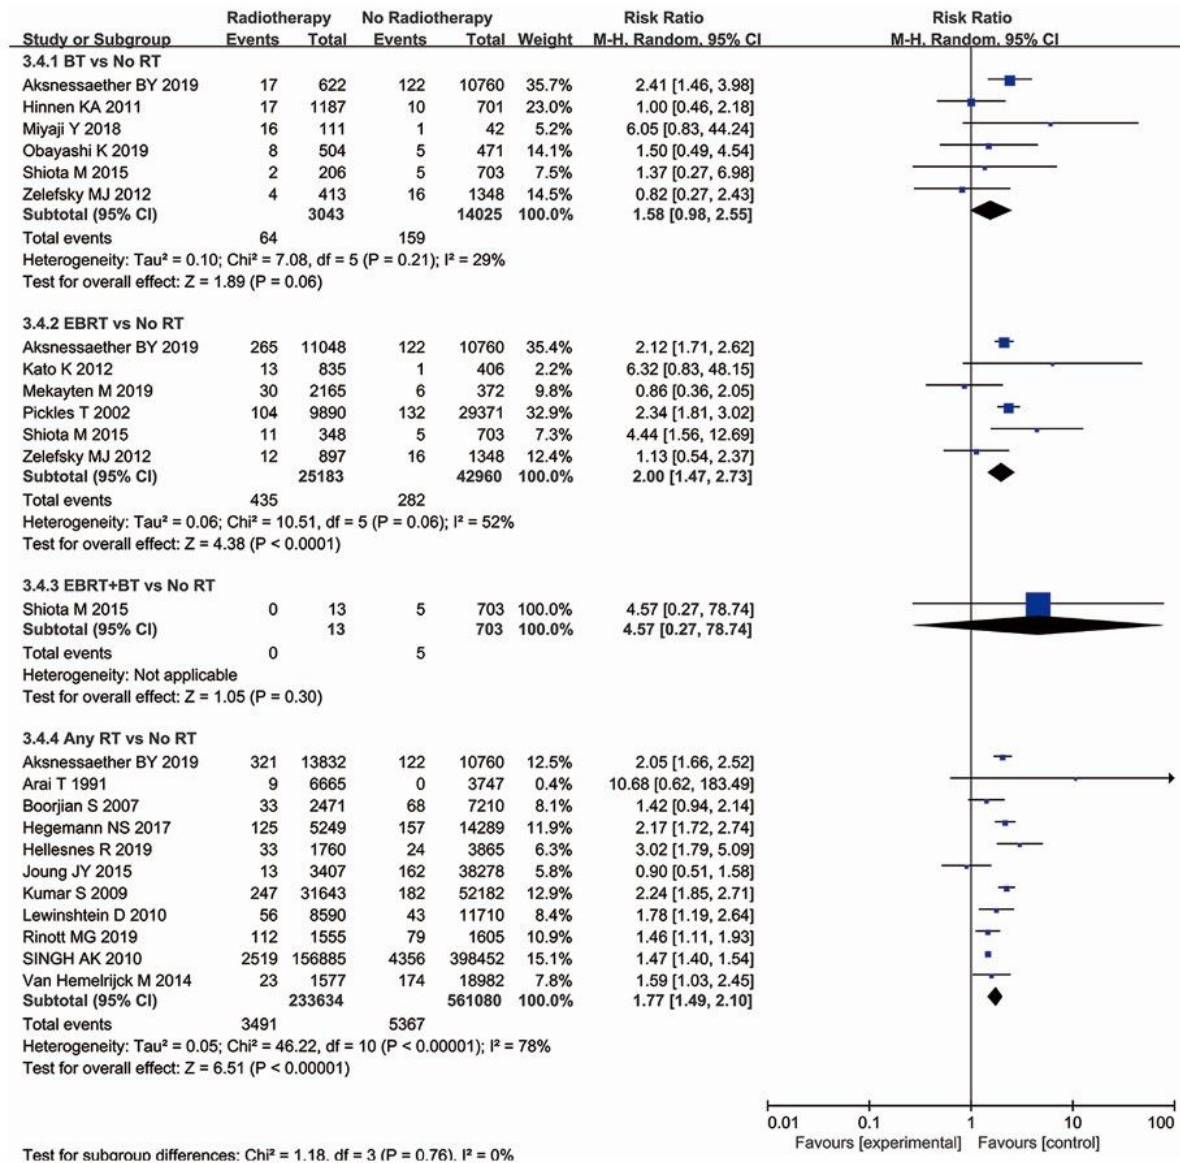 Radiotherapy No Radiotherapy Risk Ratio Risk Ratio
Study or Subgroup Events Total Events Total Weight M-H. Random. 95% CI M-H. Random. 95% CI
3.4.1 BT vs No RT
Aksnessaether BY 2019 17 622 122 10760 35.7% 2.41 [1.46, 3.98]
Hinnen KA 2011 17 1187 10 701 23.0% 1.00 [0.46, 2.18]
Miyaji Y 2018 16 111 1 42 5.2% 6.05 [0.83, 44.24]
Obayashi K 2019 8 504 5 471 14.1% 1.50 [0.49, 4.54]
Shiota M 2015 2 206 5 703 7.5% 1.37 [0.27, 6.98]
Zelefsky MJ 2012 4 413 16 1348 14.5% 0.82 [0.27, 2.43]
Subtotal (95% CI) 3043 14025 100.0% 1.58 [0.98, 2.55]
Total events 64 159
Heterogeneity: Tau² = 0.10; Chi² = 7.08, df = 5 (P = 0.21); I² = 29%
Test for overall effect: Z = 1.89 (P = 0.06)
3.4.2 EBRT vs No RT
Aksnessaether BY 2019 265 11048 122 10760 35.4% 2.12 [1.71, 2.62]
Kato K 2012 13 835 1 406 2.2% 6.32 [0.83, 48.15]
Mekayten M 2019 30 2165 6 372 9.8% 0.86 [0.36, 2.05]
Pickles T 2002 104 9890 132 29371 32.9% 2.34 [1.81, 3.02]
Shiota M 2015 11 348 5 703 7.3% 4.44 [1.56, 12.69]
Zelefsky MJ 2012 12 897 16 1348 12.4% 1.13 [0.54, 2.37]
Subtotal (95% CI) 25183 42960 100.0% 2.00 [1.47, 2.73]
Total events 435 282
Heterogeneity: Tau² = 0.06; Chi² = 10.51, df = 5 (P = 0.06); I² = 52%
Test for overall effect: Z = 4.38 (P < 0.0001)
3.4.3 EBRT+BT vs No RT
Shiota M 2015 0 13 5 703 100.0% 4.57 [0.27, 78.74]
Subtotal (95% CI) 13 703 100.0% 4.57 [0.27, 78.74]
Total events 0 5
Heterogeneity: Not applicable
Test for overall effect: Z = 1.05 (P = 0.30)
3.4.4 Any RT vs No RT
Aksnessaether BY 2019 321 13832 122 10760 12.5% 2.05 [1.66, 2.52]
Arai T 1991 9 6665 0 3747 0.4% 10.68 [0.62, 183.49]
Boorjian S 2007 33 2471 68 7210 8.1% 1.42 [0.94, 2.14]
Hegemann NS 2017 125 5249 157 14289 11.9% 2.17 [1.72, 2.74]
Hellesnes R 2019 33 1760 24 3865 6.3% 3.02 [1.79, 5.09]
Joung JY 2015 13 3407 162 38278 5.8% 0.90 [0.51, 1.58]
Kumar S 2009 247 31643 182 52182 12.9% 2.24 [1.85, 2.71]
Lewinshtein D 2010 56 8590 43 11710 8.4% 1.78 [1.19, 2.64]
Rinott MG 2019 112 1555 79 1605 10.9% 1.46 [1.11, 1.93]
SINGH AK 2010 2519 156885 4356 398452 15.1% 1.47 [1.40, 1.54]
Van Hemelrijck M 2014 23 1577 174 18982 7.8% 1.59 [1.03, 2.45]
Subtotal (95% CI) 233634 561080 100.0% 1.77 [1.49, 2.10]
Total events 3491 5367
Heterogeneity: Tau² = 0.05; Chi² = 46.22, df = 10 (P < 0.00001); I² = 78%
Test for overall effect: Z = 6.51 (P < 0.00001)
0.01 0.1 1 10 100
Favours [experimental] Favours [control]
Test for subgroup differences: Chi² = 1.18, df = 3 (P = 0.76), I² = 0%